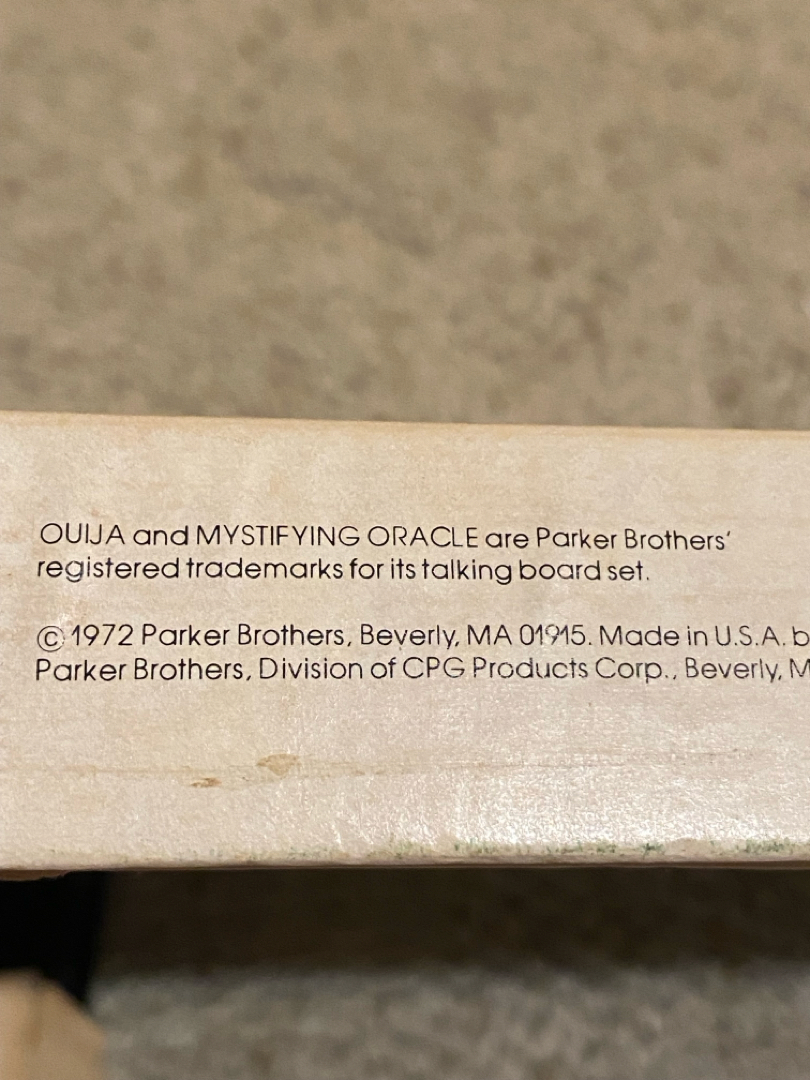 OUIJA and MYSTIFYING ORACLE are Parker Brothers'
registered trademarks for its talking board set.
© 1972 Parker Brothers, Beverly, MA 01915. Made in U.S.A. b
Parker Brothers, Division of CPG Products Corp., Beverly, M